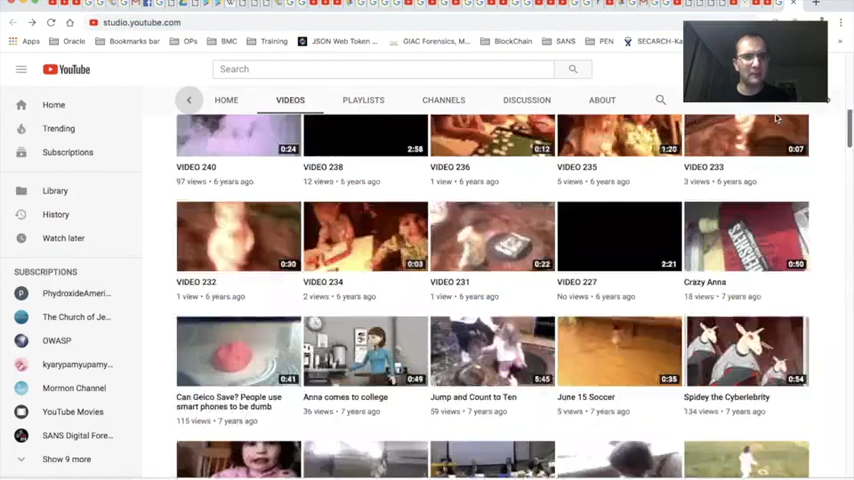 studio.youtube.com
Apps
Oracle
Bookmarks bar
OPs
BMC
Training
JSON Web Token ...
GIAC Forensics, M...
BlockChain
SANS
PEN
SECARCH-Ka
YouTube
Search
HOME
VIDEOS
PLAYLISTS
CHANNELS
DISCUSSION
ABOUT
Home
Trending
Subscriptions
Library
History
Watch later
SUBSCRIPTIONS
P
PhydroxideAmeri...
The Church of Je...
OWASP
kyarypamyupamy...
Mormon Channel
YouTube Movies
SANS Digital Fore...
Show 9 more
0:24
2:58
0:12
1:20
0:07
VIDEO 240
VIDEO 238
VIDEO 236
VIDEO 235
VIDEO 233
97 views • 6 years ago
12 views • 6 years ago
1 view • 6 years ago
5 views • 6 years ago
3 views • 6 years ago
HERSHEY'S
0:30
0:03
0:22
2:21
0:50
VIDEO 232
VIDEO 234
VIDEO 231
VIDEO 227
Crazy Anna
1 view • 6 years ago
2 views • 6 years ago
1 view • 6 years ago
No views • 6 years ago
18 views • 7 years ago
0:41
0:49
5:45
0:35
0:54
Can Geico Save? People use
smart phones to be dumb
Anna comes to college
Jump and Count to Ten
June 15 Soccer
Spidey the Cyberlebrity
115 views • 7 years ago
36 views • 7 years ago
59 views • 7 years ago
5 views • 7 years ago
134 views • 7 years ago